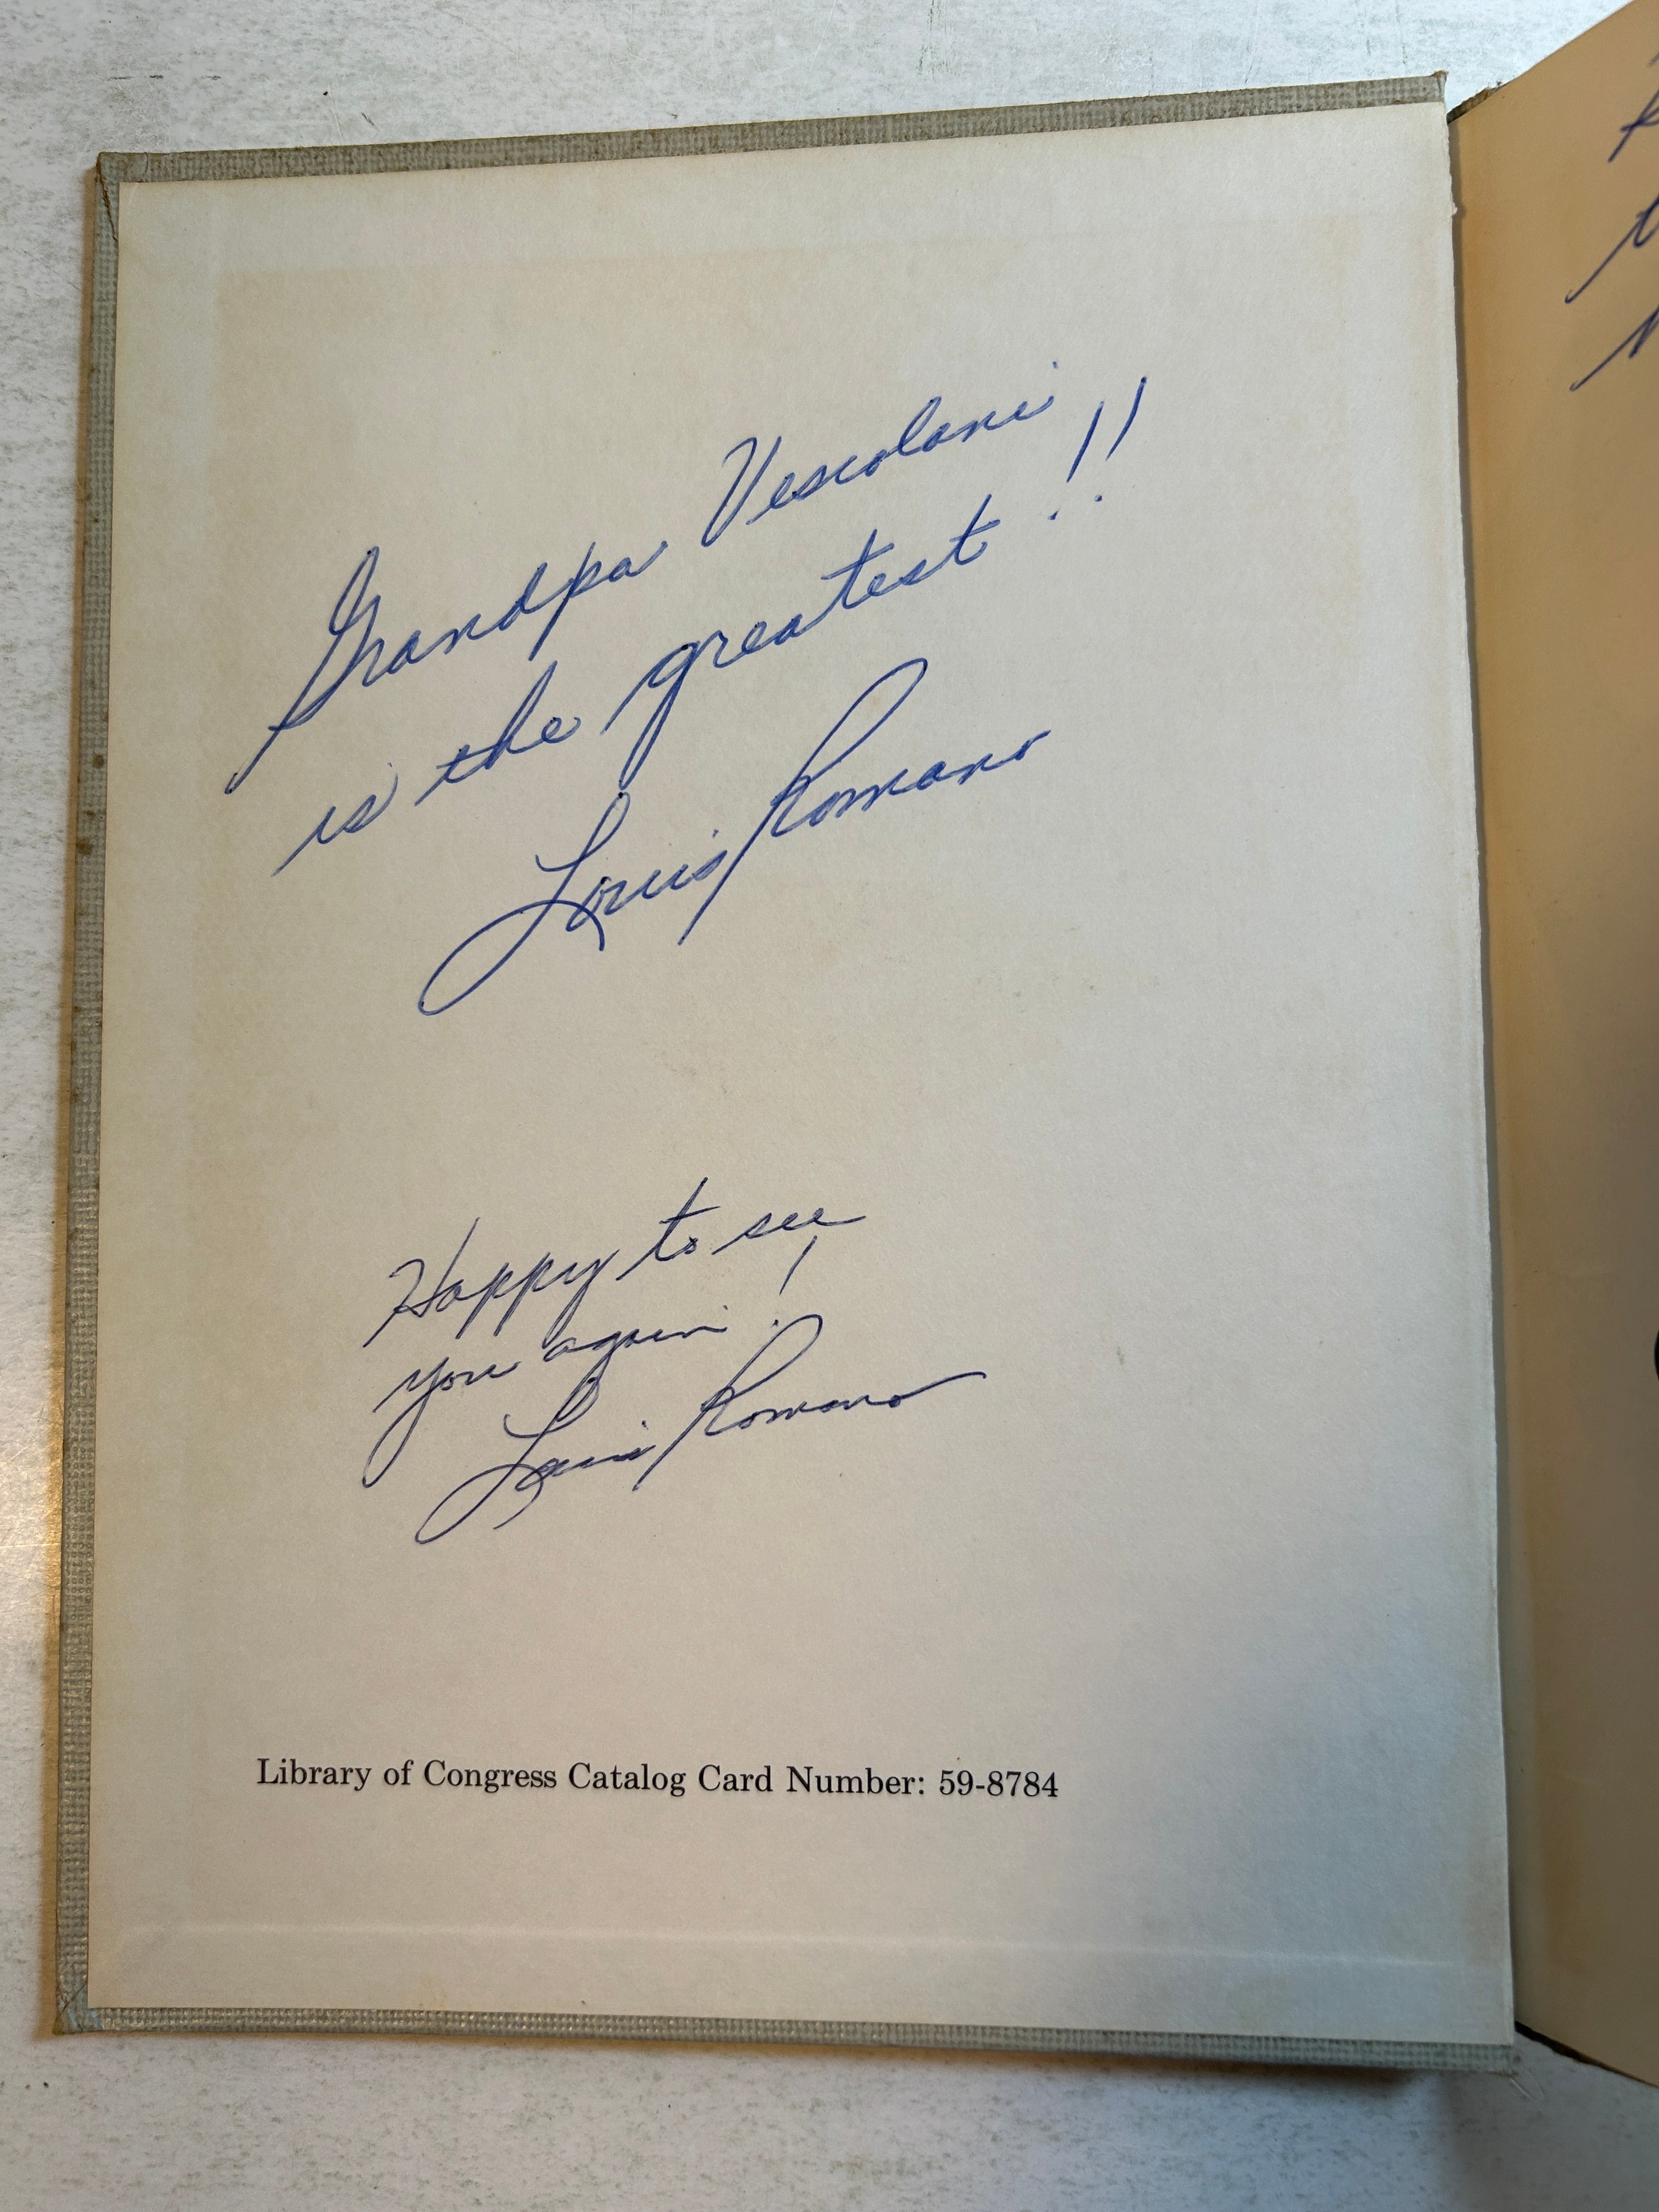 Grandpa Vescolani
is the greatest!!
Louis Romano
Happy to see
you again!
Louis Romano
Library of Congress Catalog Card Number: 59-8784